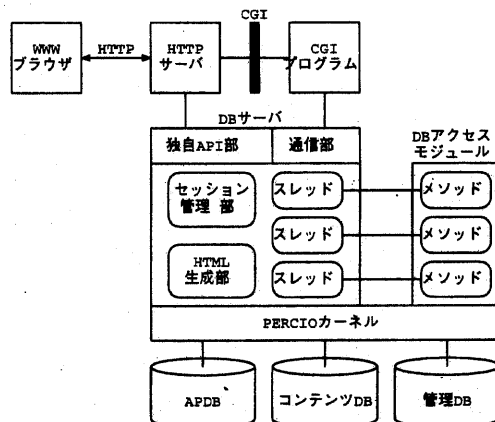 CGI
WWW
ブラウザ
HTTP
HTTP
サーバ
CGI
プログラム
DBサーバ
独自API部
通信部
DBアクセス
モジュール
セッション
管理 部
スレッド
メソッド
スレッド
メソッド
HTML
生成部
スレッド
メソッド
PERCIOカーネル
APDB
コンテンツDB
管理DB